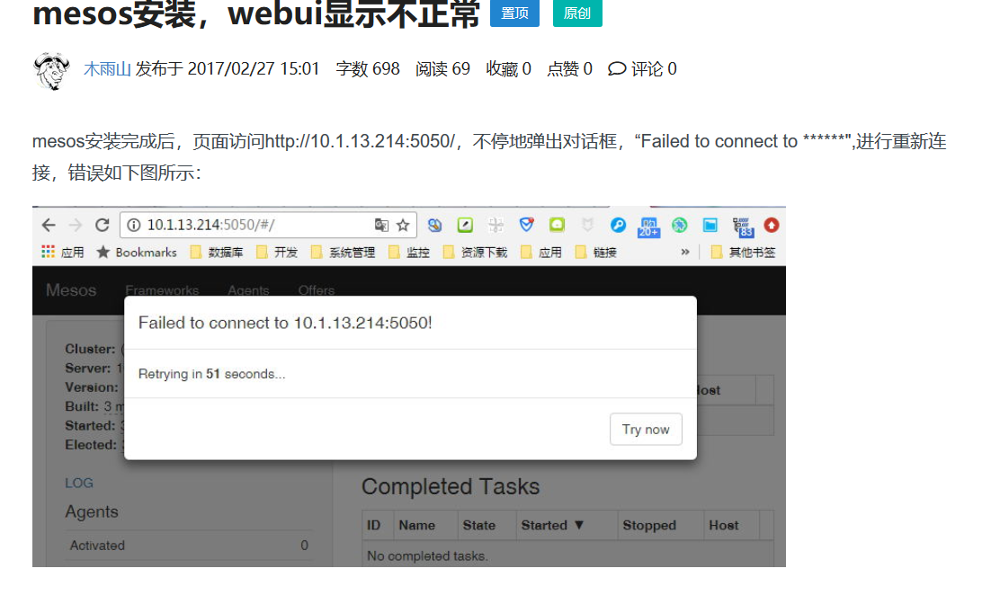 mesos安装，webui显示不正常 置顶 原创
木雨山 发布于 2017/02/27 15:01 字数 698 阅读 69 收藏 0 点赞 0 评论 0
mesos安装完成后，页面访问http://10.1.13.214:5050/，不停地弹出对话框，“Failed to connect to ******",进行重新连
接，错误如下图所示：
10.1.13.214:5050/#/
20+
83
应用 Bookmarks 数据库 开发 系统管理 监控 资源下载 应用 链接 » 其他书签
Mesos Frameworks Agents Offers
Failed to connect to 10.1.13.214:5050!
Cluster: (
Server: 1
Retrying in 51 seconds...
Version:
Built: 3 m
Started:
Elected:
Try now
LOG
Completed Tasks
Agents
ID Name State Started ▼ Stopped Host
Activated 0
No completed tasks.